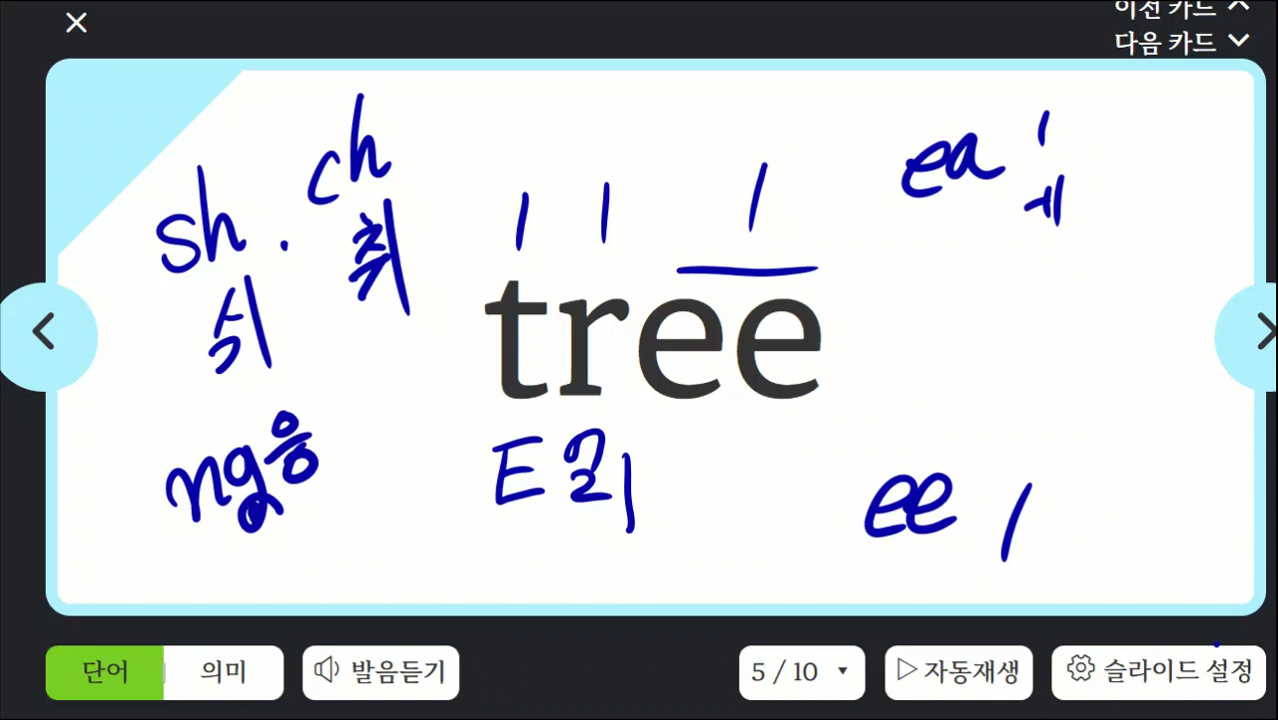 이전 카드
다음 카드
ch
취
sh
쉬
ea ㅣ
ㅔ
tree
ng 응
ㅌ 리
ee ㅣ
단어 의미 발음듣기 5 / 10 자동재생 슬라이드 설정